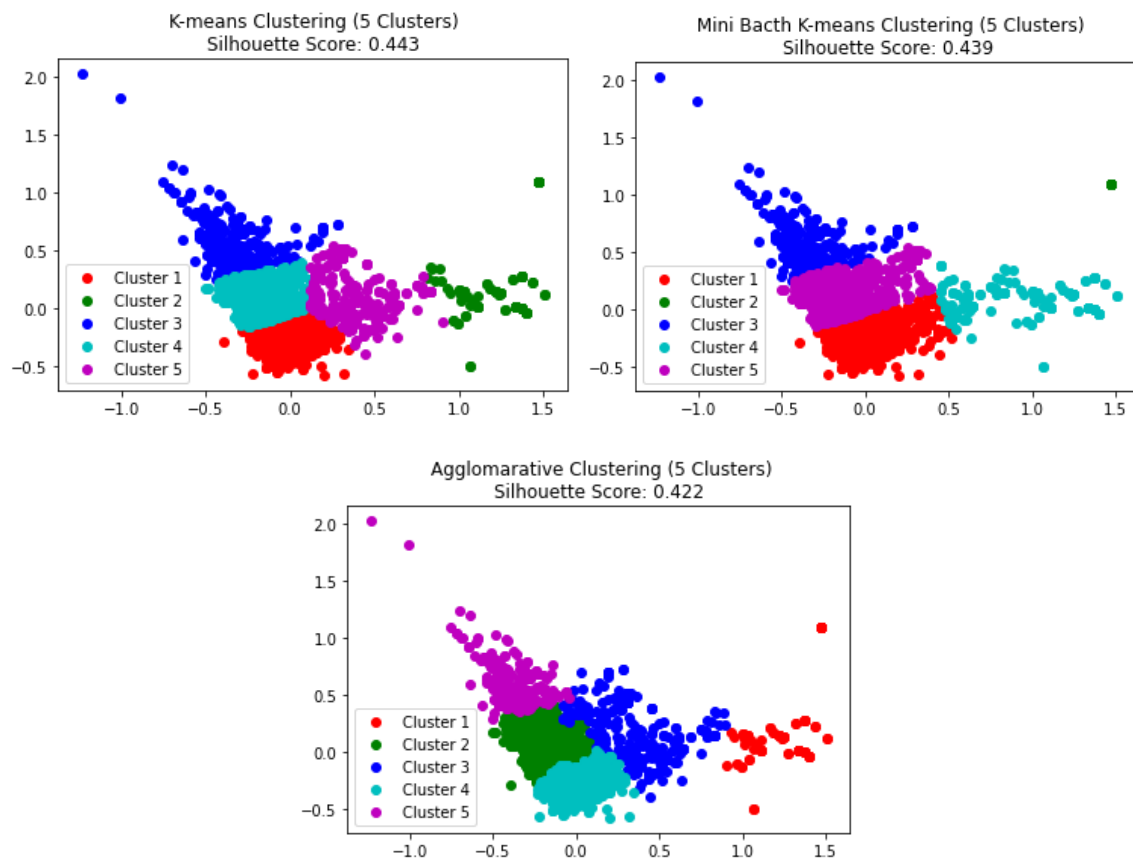 K-means Clustering (5 Clusters)
Silhouette Score: 0.443
2.0
1.5
1.0
0.5
0.0
−0.5
Cluster 1
Cluster 2
Cluster 3
Cluster 4
Cluster 5
−1.0
−0.5
0.0
0.5
1.0
1.5
Mini Bacth K-means Clustering (5 Clusters)
Silhouette Score: 0.439
2.0
1.5
1.0
0.5
0.0
−0.5
Cluster 1
Cluster 2
Cluster 3
Cluster 4
Cluster 5
−1.0
−0.5
0.0
0.5
1.0
1.5
Agglomarative Clustering (5 Clusters)
Silhouette Score: 0.422
2.0
1.5
1.0
0.5
0.0
−0.5
Cluster 1
Cluster 2
Cluster 3
Cluster 4
Cluster 5
−1.0
−0.5
0.0
0.5
1.0
1.5